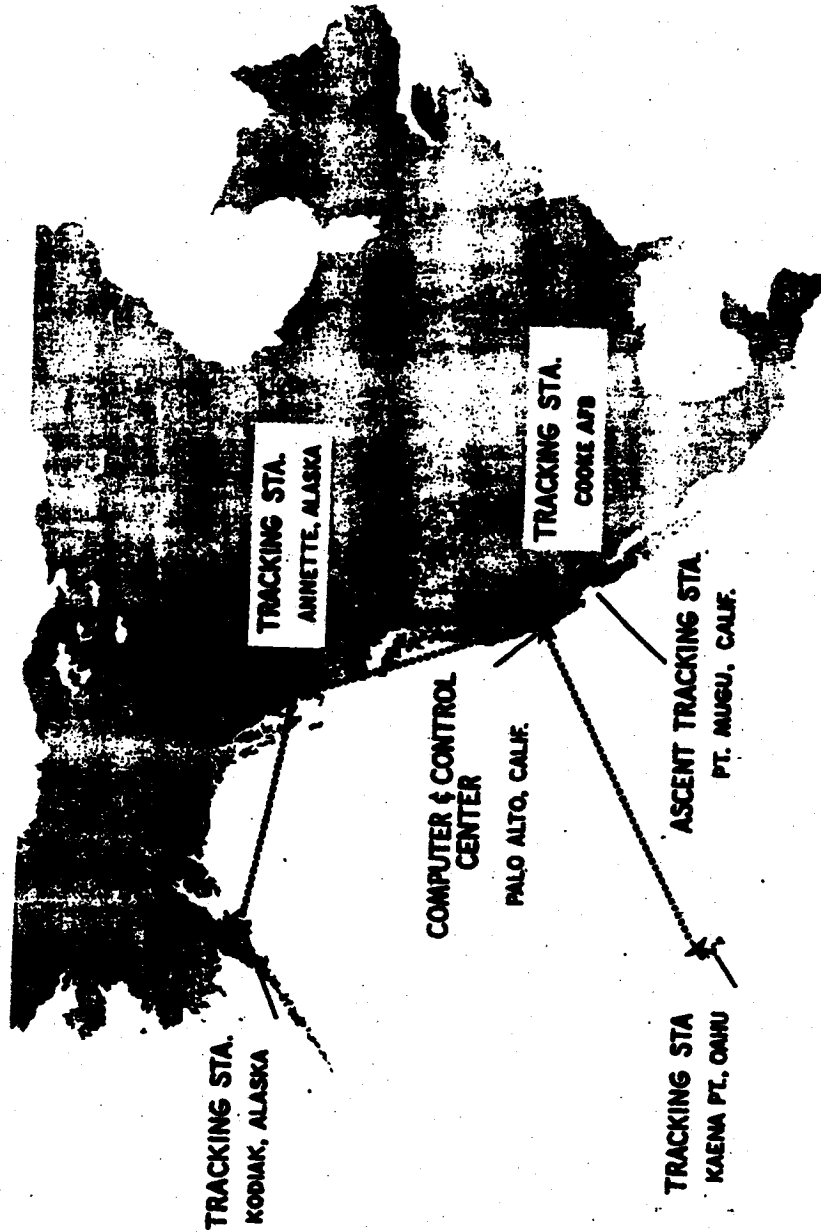 TRACKING STA.
KODIAK, ALASKA
TRACKING STA.
ANNETTE, ALASKA
COMPUTER & CONTROL
CENTER
PALO ALTO, CALIF.
TRACKING STA.
COOKE AFB
TRACKING STA
KAENA PT., OAHU
ASCENT TRACKING STA.
PT. MUGU, CALIF.